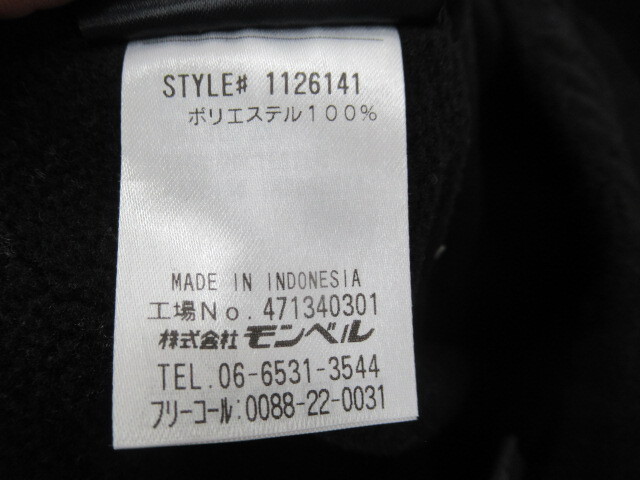 STYLE# 1126141
ポリエステル100%
MADE IN INDONESIA
工場No. 471340301
株式会社 モンベル
TEL. 06-6531-3544
フリーコール:0088-22-0031